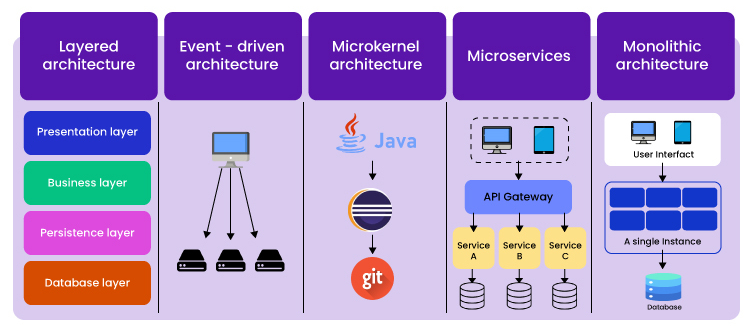 Layered
architecture
Event - driven
architecture
Microkernel
architecture
Microservices
Monolithic
architecture
Presentation layer
Business layer
Persistence layer
Database layer
Java
git
API Gateway
Service
A
Service
B
Service
C
User Interfact
A single Instance
Database